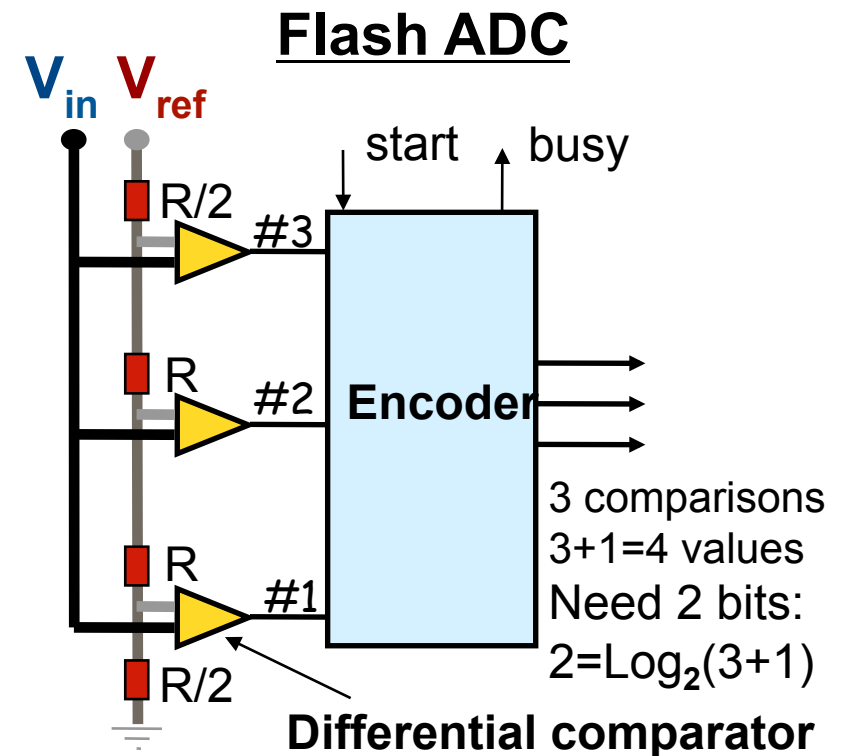 Flash ADC
Vin Vref
start busy
R/2
#3
R
#2
Encoder
3 comparisons
3+1=4 values
R
Need 2 bits:
#1
2=Log2(3+1)
R/2
Differential comparator